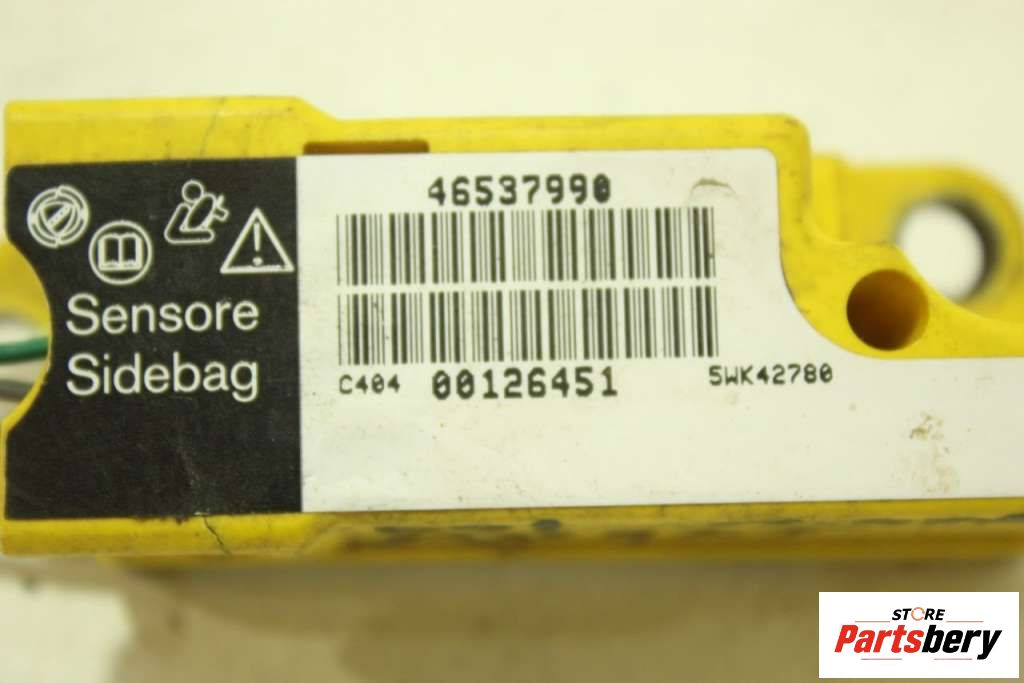 Sensore
Sidebag
46537990
C404 00126451 5WK42780
STORE
Partsbery